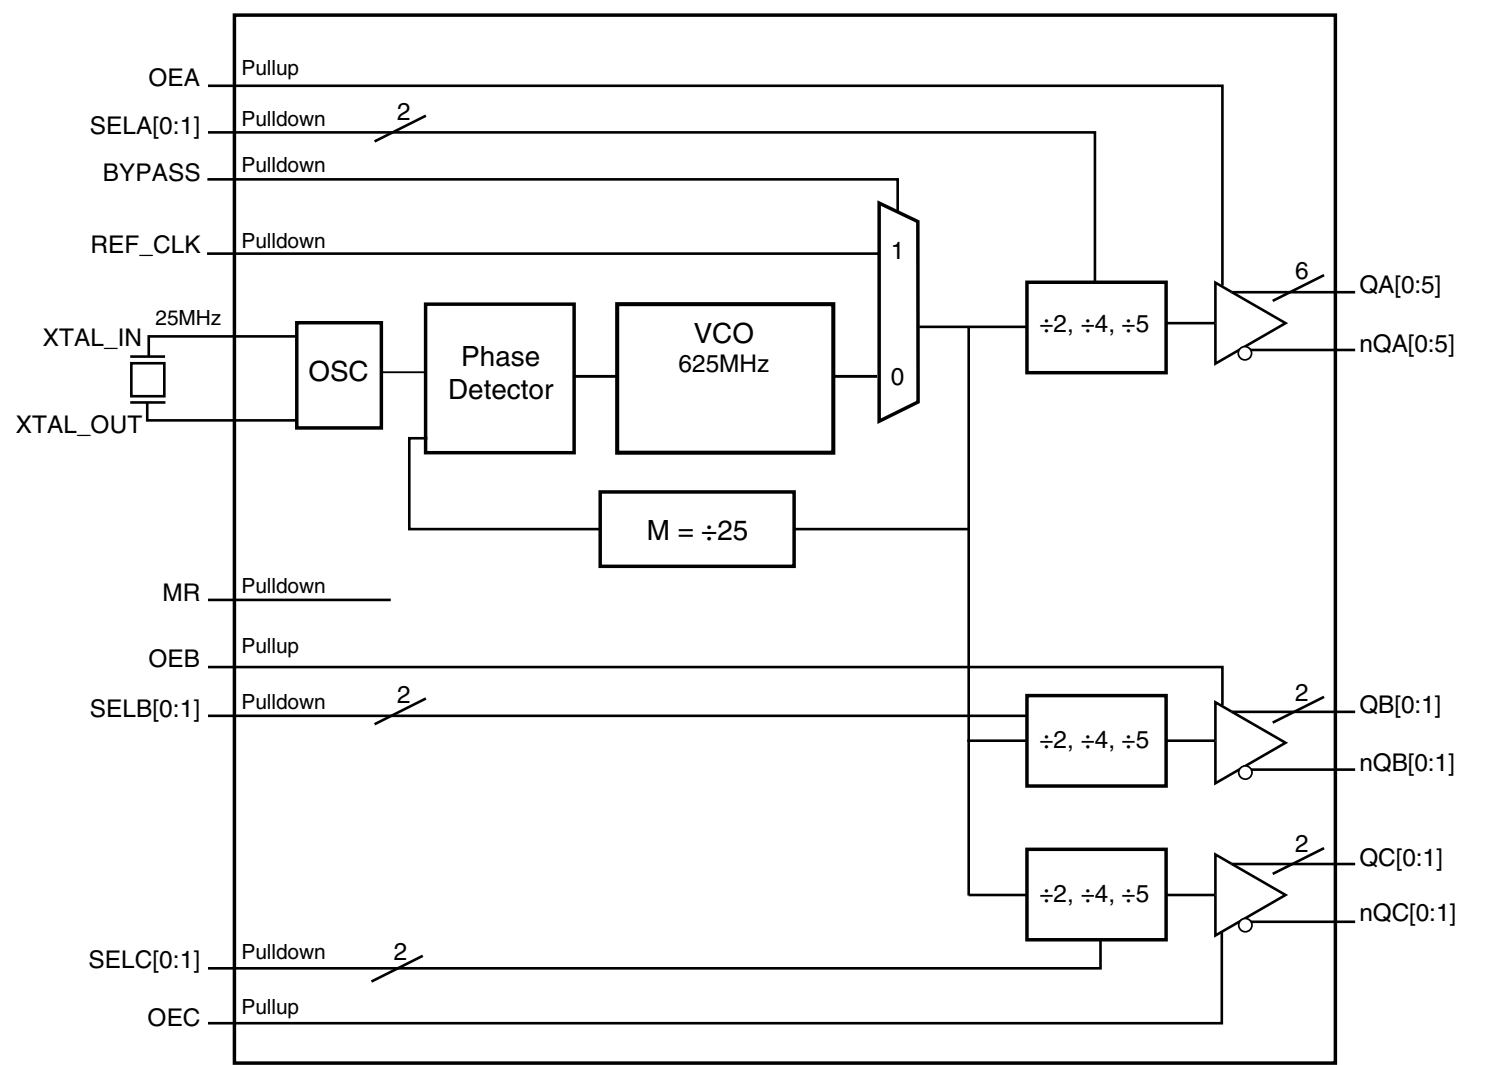 OEA
Pullup
SELA[0:1]
Pulldown
2
BYPASS
Pulldown
REF_CLK
Pulldown
1
25MHz
XTAL_IN
XTAL_OUT
OSC
Phase
Detector
VCO
625MHz
0
÷2, ÷4, ÷5
6
QA[0:5]
nQA[0:5]
M = ÷25
MR
Pulldown
OEB
Pullup
SELB[0:1]
Pulldown
2
÷2, ÷4, ÷5
2
QB[0:1]
nQB[0:1]
÷2, ÷4, ÷5
2
QC[0:1]
nQC[0:1]
SELC[0:1]
Pulldown
2
OEC
Pullup